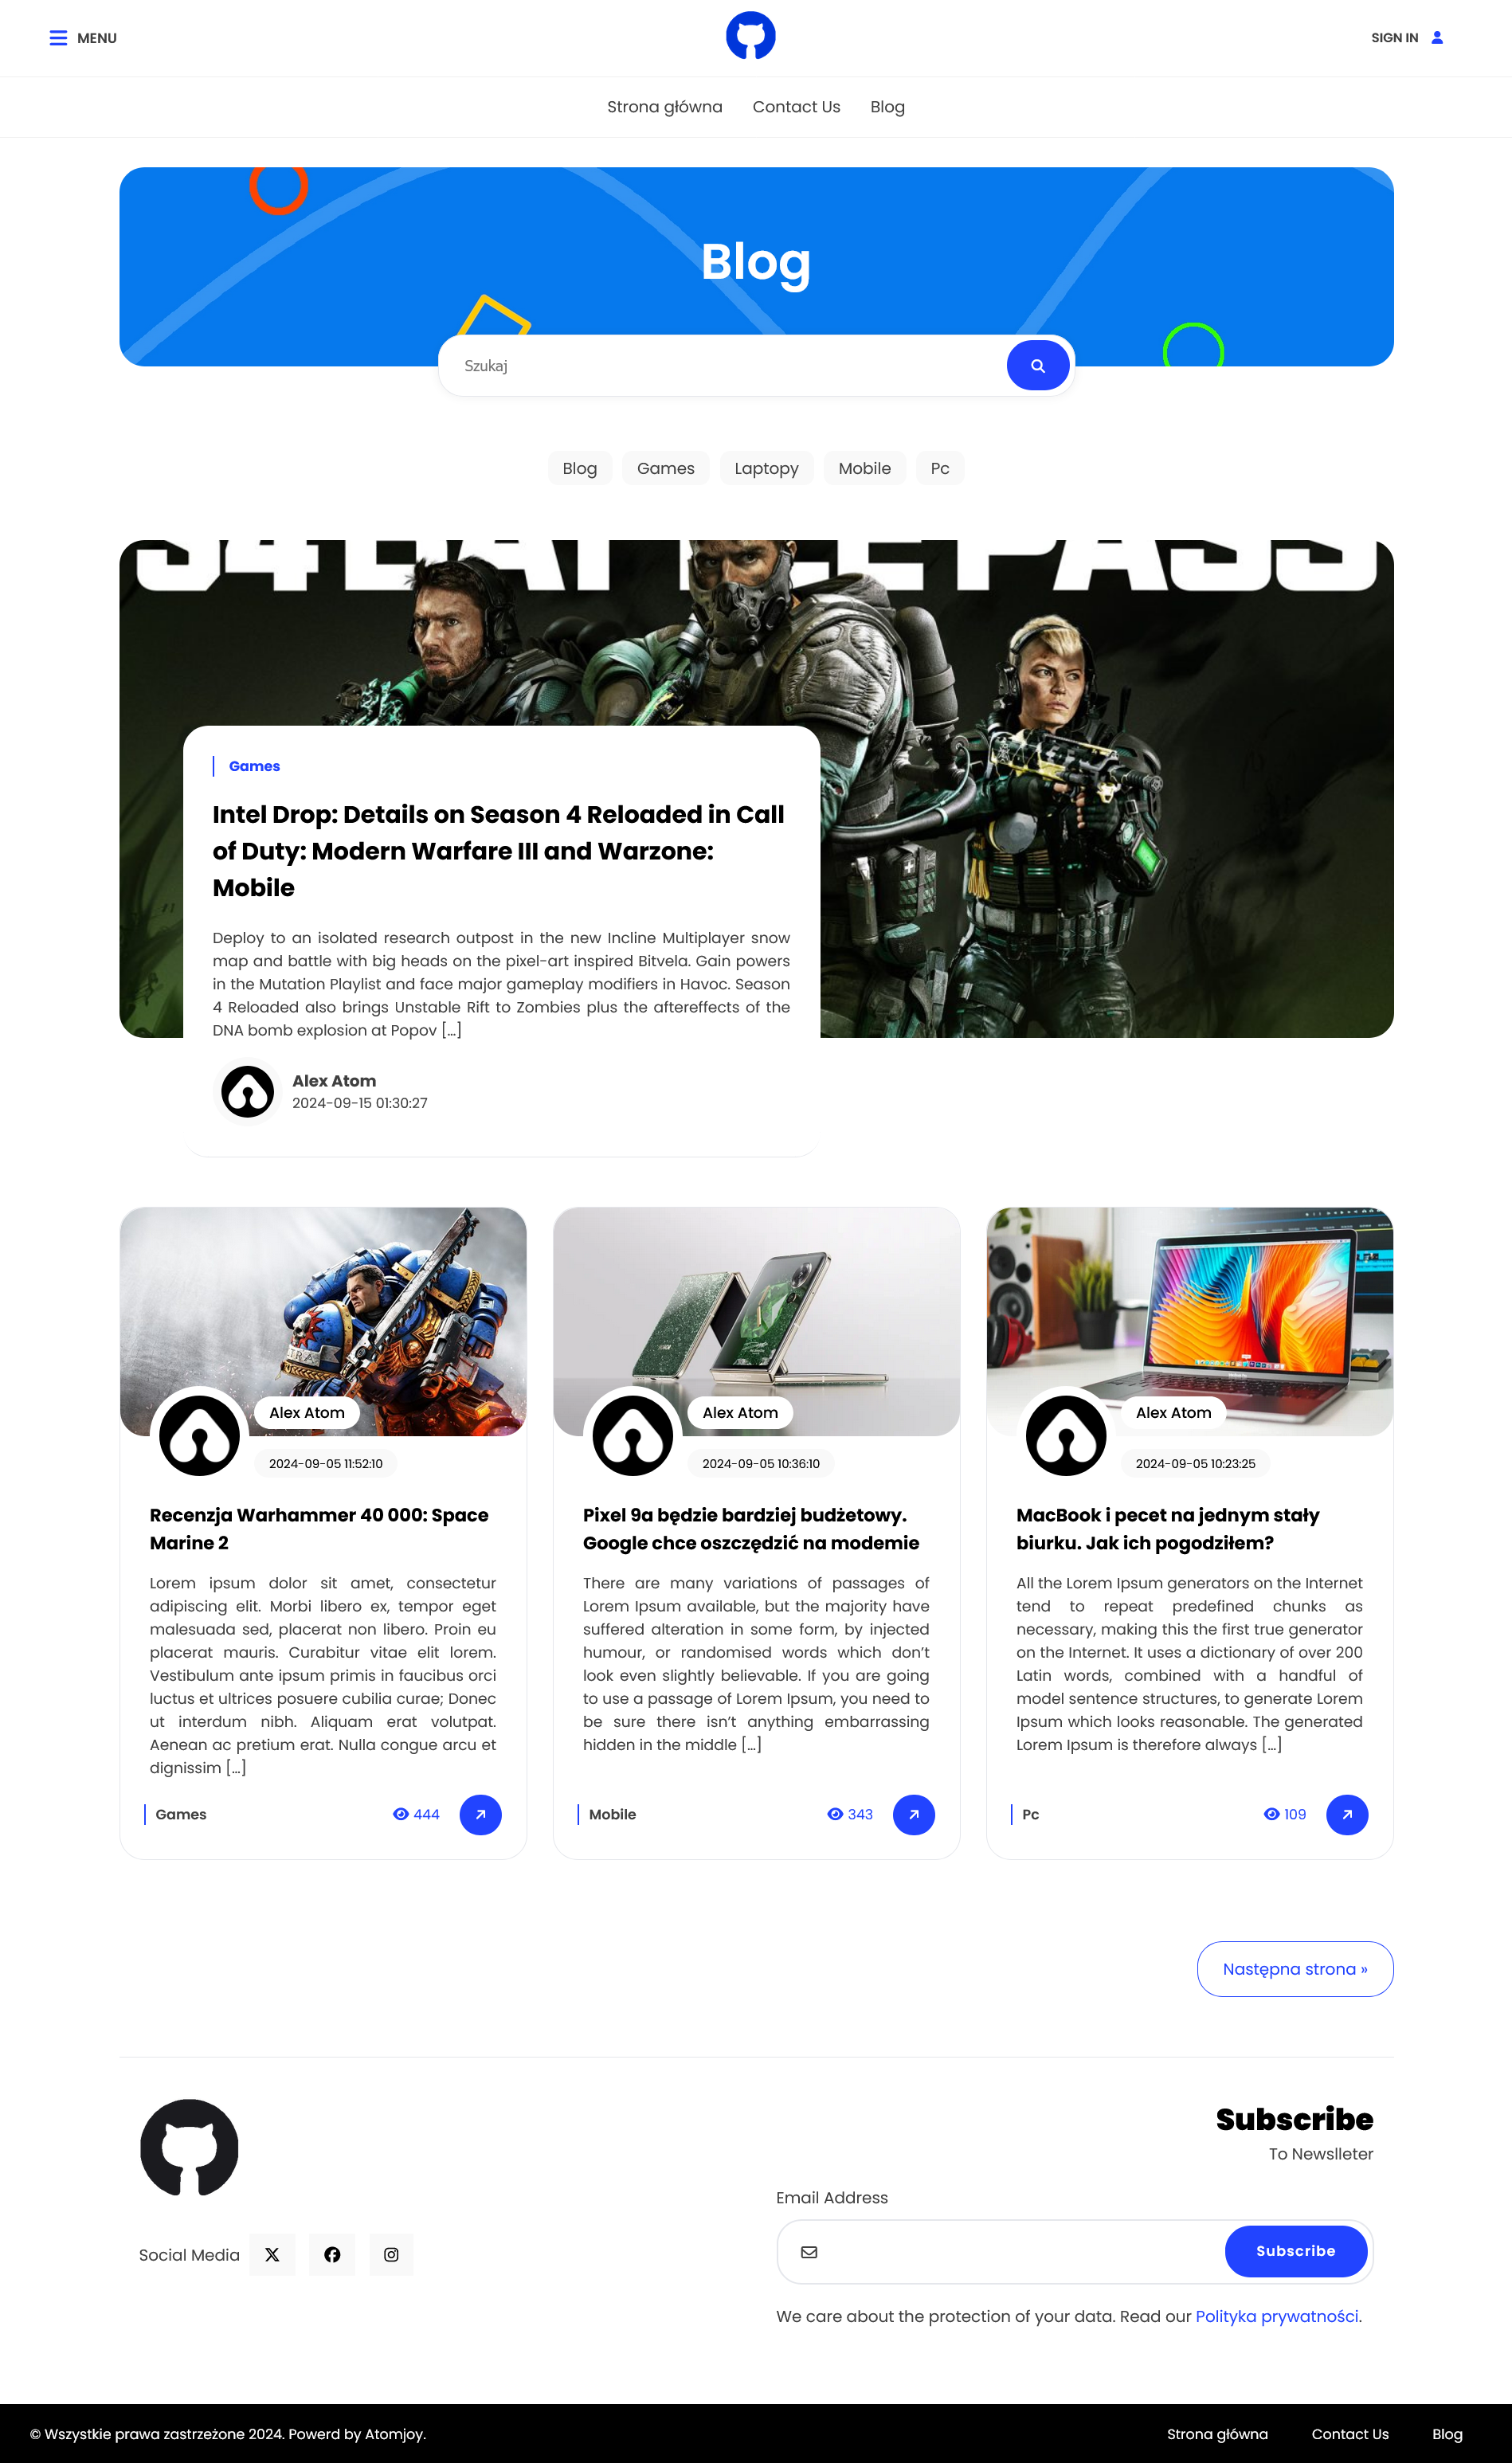 MENU
SIGN IN
Strona główna
Contact Us
Blog
Blog
Szukaj
Blog
Games
Laptopy
Mobile
Pc
S4 BATTLE PASS
Games
Intel Drop: Details on Season 4 Reloaded in Call
of Duty: Modern Warfare III and Warzone:
Mobile
Deploy to an isolated research outpost in the new Incline Multiplayer snow
map and battle with big heads on the pixel-art inspired Bitvela. Gain powers
in the Mutation Playlist and face major gameplay modifiers in Havoc. Season
4 Reloaded also brings Unstable Rift to Zombies plus the aftereffects of the
DNA bomb explosion at Popov […]
Alex Atom
2024-09-15 01:30:27
Alex Atom
2024-09-05 11:52:10
Recenzja Warhammer 40 000: Space
Marine 2
Lorem ipsum dolor sit amet, consectetur
adipiscing elit. Morbi libero ex, tempor eget
malesuada sed, placerat non libero. Proin eu
placerat mauris. Curabitur vitae elit lorem.
Vestibulum ante ipsum primis in faucibus orci
luctus et ultrices posuere cubilia curae; Donec
ut interdum nibh. Aliquam erat volutpat.
Aenean ac pretium erat. Nulla congue arcu et
dignissim […]
Games
444
Alex Atom
2024-09-05 10:36:10
Pixel 9a będzie bardziej budżetowy.
Google chce oszczędzić na modemie
There are many variations of passages of
Lorem Ipsum available, but the majority have
suffered alteration in some form, by injected
humour, or randomised words which don’t
look even slightly believable. If you are going
to use a passage of Lorem Ipsum, you need to
be sure there isn’t anything embarrassing
hidden in the middle […]
Mobile
343
Alex Atom
2024-09-05 10:23:25
MacBook i pecet na jednym stały
biurku. Jak ich pogodziłem?
All the Lorem Ipsum generators on the Internet
tend to repeat predefined chunks as
necessary, making this the first true generator
on the Internet. It uses a dictionary of over 200
Latin words, combined with a handful of
model sentence structures, to generate Lorem
Ipsum which looks reasonable. The generated
Lorem Ipsum is therefore always […]
Pc
109
Następna strona »
Social Media
Subscribe
To Newslleter
Email Address
Subscribe
We care about the protection of your data. Read our Polityka prywatności.
© Wszystkie prawa zastrzeżone 2024. Powerd by Atomjoy.
Strona główna
Contact Us
Blog